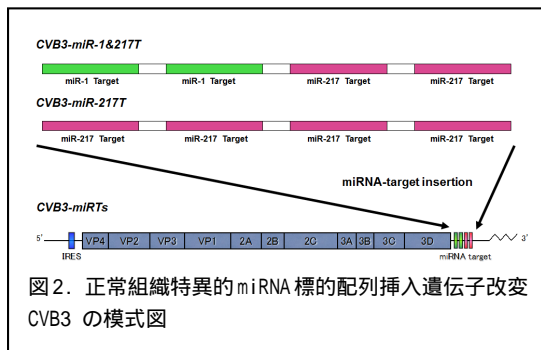 CVB3-miR-1&217T
miR-1 Target miR-1 Target miR-217 Target miR-217 Target
CVB3-miR-217T
miR-217 Target miR-217 Target miR-217 Target miR-217 Target
miRNA-target insertion
CVB3-miRTs
5' VP4 VP2 VP3 VP1 2A 2B 2C 3A 3B 3C 3D 3'
IRES miRNA target
図2. 正常組織特異的miRNA標的配列挿入遺伝子改変
CVB3 の模式図